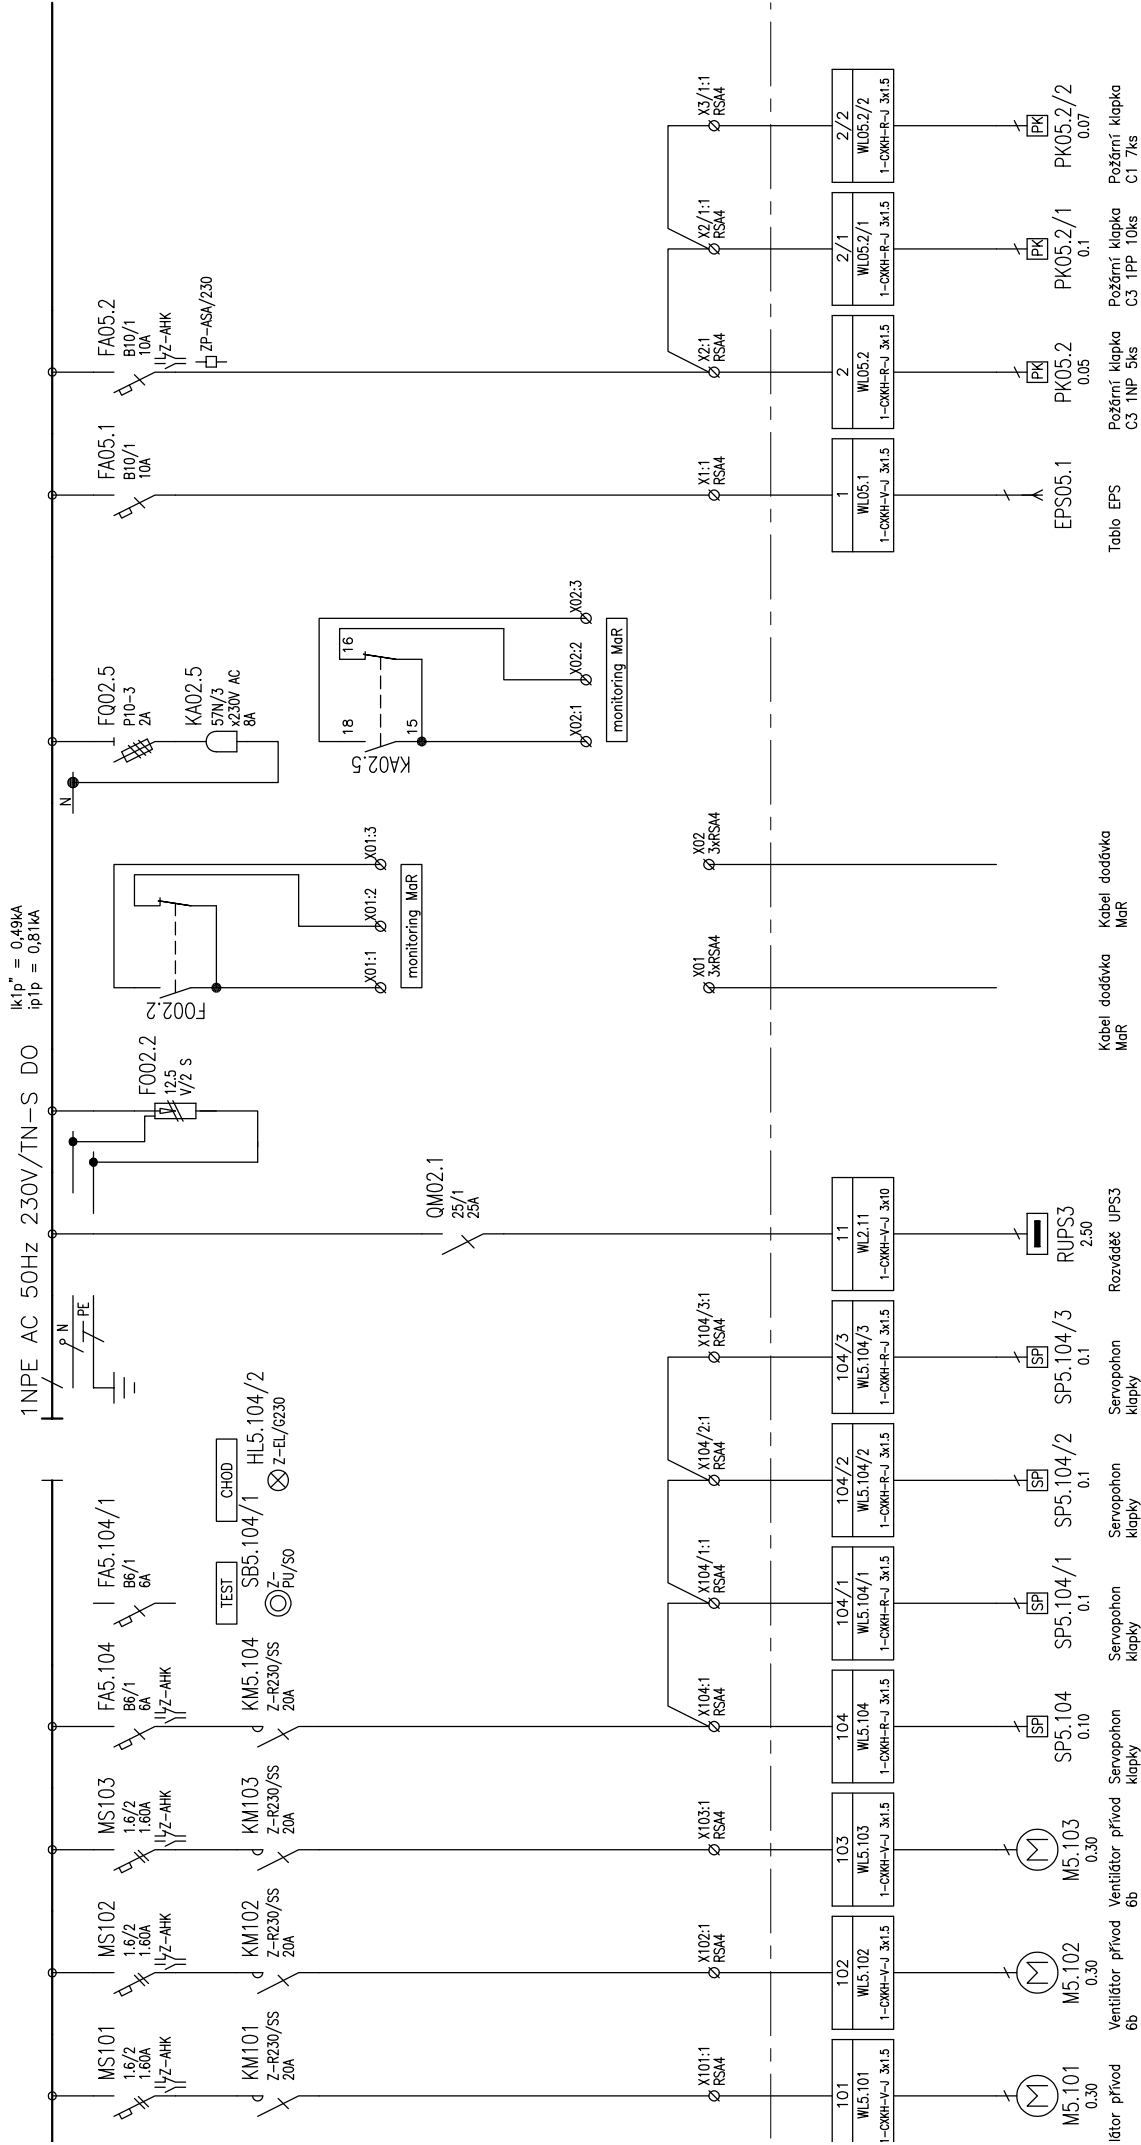 1NPE AC 50Hz 230V/TN-S DO
Ik1p" = 0,49kA
ip1p = 0,81kA
MS101
1.6/2
1.60A
Z-AHK
KM101
Z-R230/SS
20A
X101:1
RSA4
101
WL5.101
1-CXKH-V-J 3x1.5
M
M5.101
0.30
látor přívod
MS102
1.6/2
1.60A
Z-AHK
KM102
Z-R230/SS
20A
X102:1
RSA4
102
WL5.102
1-CXKH-V-J 3x1.5
M
M5.102
0.30
Ventilátor přívod
6b
MS103
1.6/2
1.60A
Z-AHK
KM103
Z-R230/SS
20A
X103:1
RSA4
103
WL5.103
1-CXKH-V-J 3x1.5
M
M5.103
0.30
Ventilátor přívod
6b
FA5.104
B6/1
6A
Z-AHK
KM5.104
Z-R230/SS
20A
X104:1
RSA4
104
WL5.104
1-CXKH-R-J 3x1.5
SP
SP5.104
0.10
Servopohon
klapky
FA5.104/1
B6/1
6A
TEST
SB5.104/1
Z-
PU/SO
X104/1:1
RSA4
104/1
WL5.104/1
1-CXKH-R-J 3x1.5
SP
SP5.104/1
0.1
Servopohon
klapky
CHOD
HL5.104/2
Z-EL/G230
X104/2:1
RSA4
104/2
WL5.104/2
1-CXKH-R-J 3x1.5
SP
SP5.104/2
0.1
Servopohon
klapky
N
PE
X104/3:1
RSA4
104/3
WL5.104/3
1-CXKH-R-J 3x1.5
SP
SP5.104/3
0.1
Servopohon
klapky
QM02.1
25/1
25A
11
WL2.11
1-CXKH-V-J 3x10
RUPS3
2.50
Rozváděč UPS3
FO02.2
12.5
V/2 S
FO02.2
X01:1
X01:2
X01:3
monitoring MaR
X01
3xRSA4
Kabel dodávka
MaR
X02
3xRSA4
Kabel dodávka
MaR
N
FQ02.5
P10-3
2A
KA02.5
57N/3
x230V AC
8A
KA02.5
18
16
15
X02:1
X02:2
X02:3
monitoring MaR
FA05.1
B10/1
10A
X1:1
RSA4
1
WL05.1
1-CXKH-V-J 3x1.5
EPS05.1
Tablo EPS
FA05.2
B10/1
10A
Z-AHK
ZP-ASA/230
X2:1
RSA4
2
WL05.2
1-CXKH-R-J 3x1.5
PK
PK05.2
0.05
Požární klapka
C3 1NP 5ks
X2/1:1
RSA4
2/1
WL05.2/1
1-CXKH-R-J 3x1.5
PK
PK05.2/1
0.1
Požární klapka
C3 1PP 10ks
X3/1:1
RSA4
2/2
WL05.2/2
1-CXKH-R-J 3x1.5
PK
PK05.2/2
0.07
Požární klapka
C1 7ks